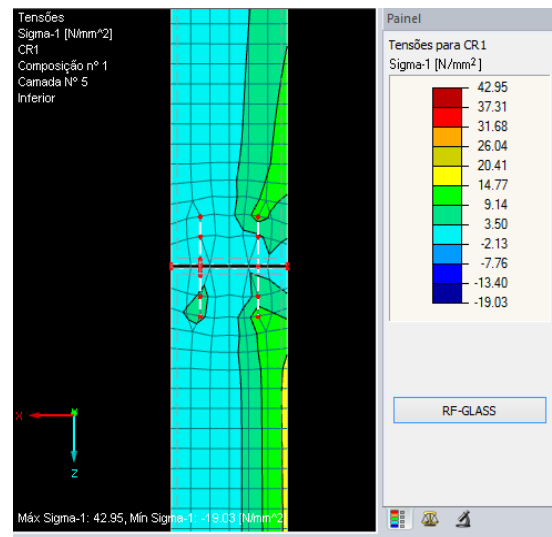 Tensões
Sigma-1 [N/mm^2]
CR1
Composição nº 1
Camada Nº 5
Inferior
X
Z
Máx Sigma-1: 42.95, Mín Sigma-1: -19.03 [N/mm^2
Painel
Tensões para CR1
Sigma-1 [N/mm²]
42.95
37.31
31.68
26.04
20.41
14.77
9.14
3.50
-2.13
-7.76
-13.40
-19.03
RF-GLASS